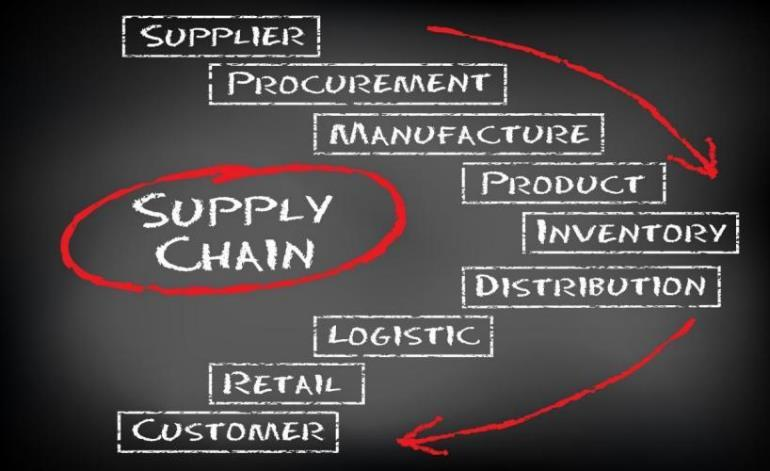 SUPPLIER
PROCUREMENT
MANUFACTURE
PRODUCT
SUPPLY
CHAIN
INVENTORY
DISTRIBUTION
LOGISTIC
RETAIL
CUSTOMER